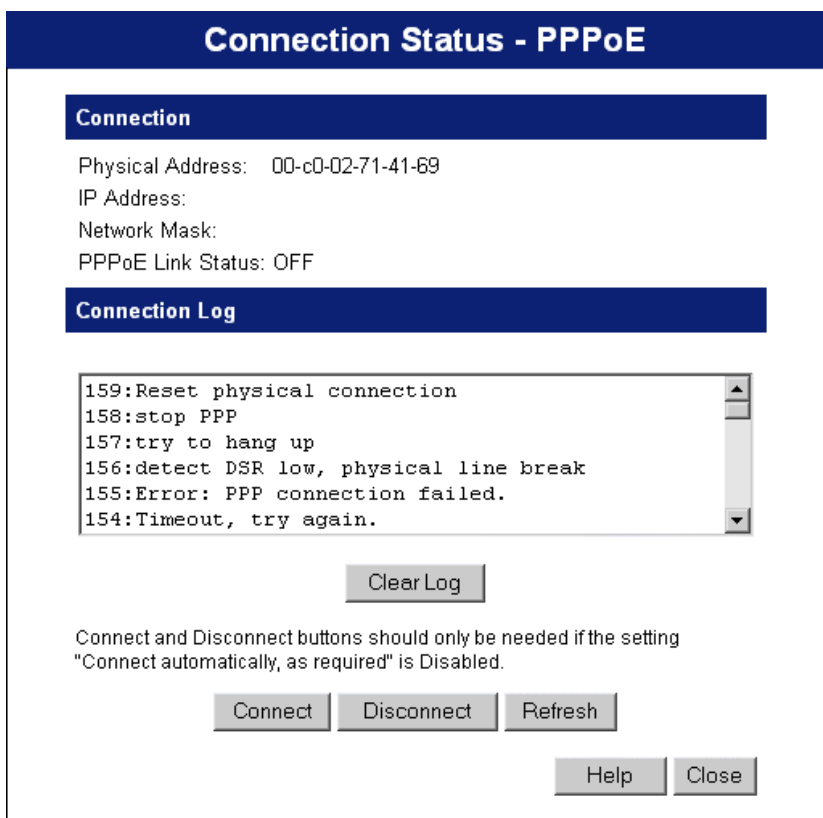 Connection Status - PPPoE
Connection
Physical Address: 00-c0-02-71-41-69
IP Address:
Network Mask:
PPPoE Link Status: OFF
Connection Log
159:Reset physical connection
158:stop PPP
157:try to hang up
156:detect DSR low, physical line break
155:Error: PPP connection failed.
154:Timeout, try again.
Clear Log
Connect and Disconnect buttons should only be needed if the setting
"Connect automatically, as required" is Disabled.
Connect Disconnect Refresh
Help Close